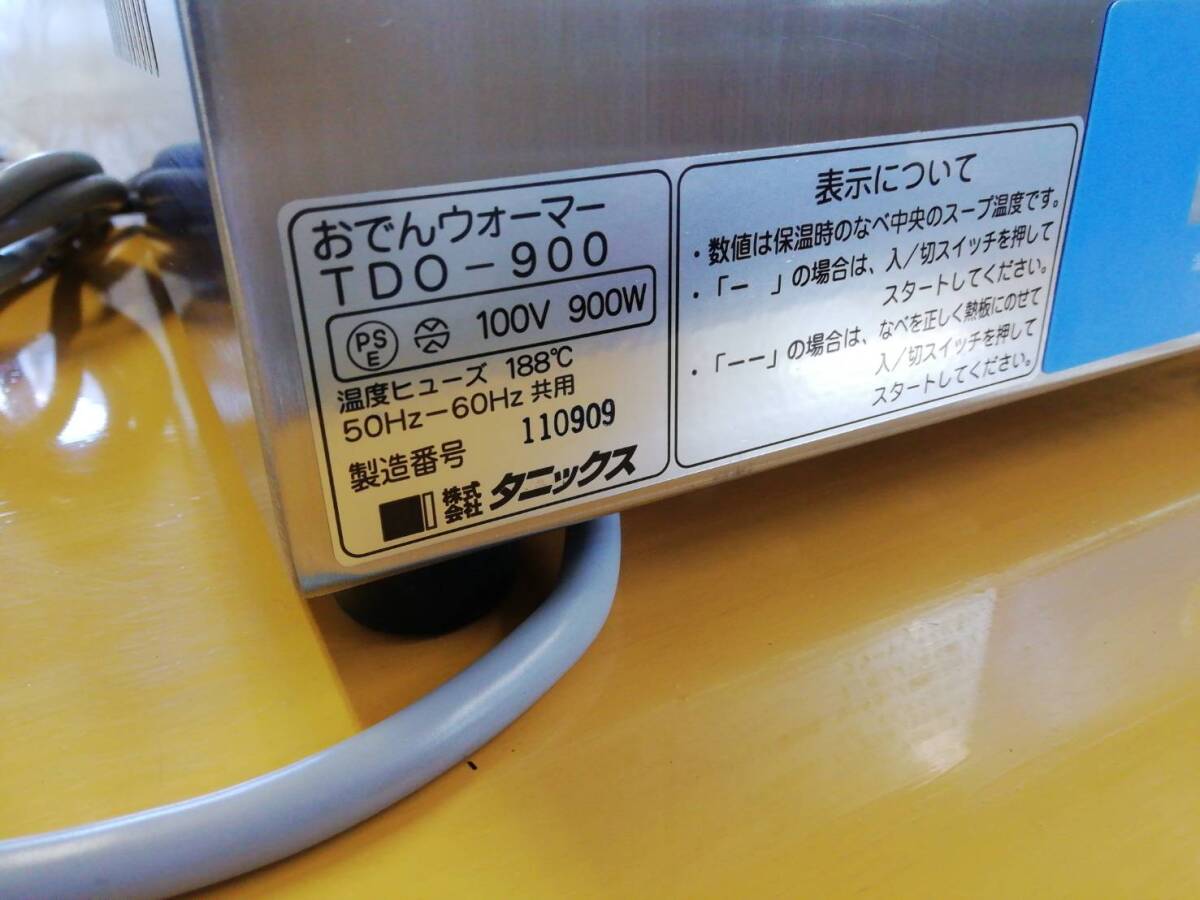 おでんウォーマー
TDO-900
PS
E
100V 900W
温度ヒューズ 188℃
50Hz-60Hz 共用
製造番号 110909
株式会社 タニックス
表示について
・数値は保温時のなべ中央のスープ温度です。
・「－　」の場合は、入/切スイッチを押して
スタートしてください。
・「－－」の場合は、なべを正しく熱板にのせて
入/切スイッチを押して
スタートしてください。